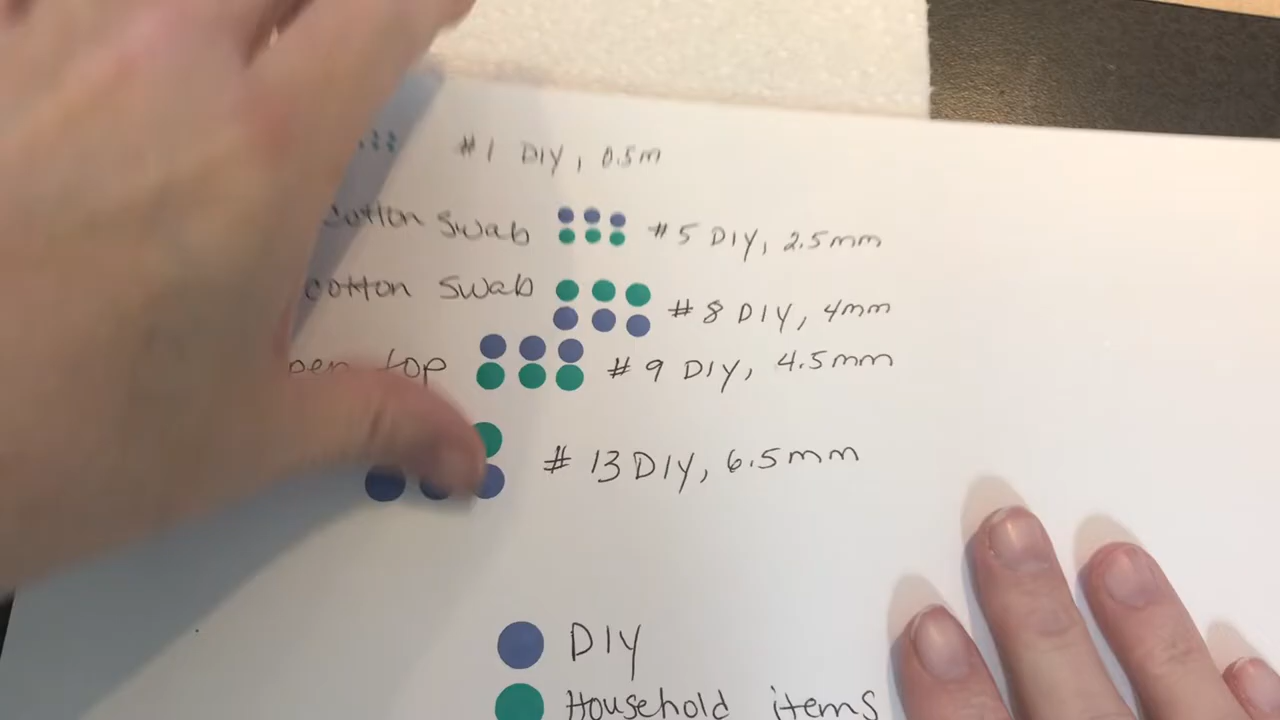 #1 DIY, 0.5m
cotton swab #5 DIY, 2.5mm
cotton swab #8 DIY, 4mm
pen top #9 DIY, 4.5mm
#13 DIY, 6.5mm
DIY
Household items